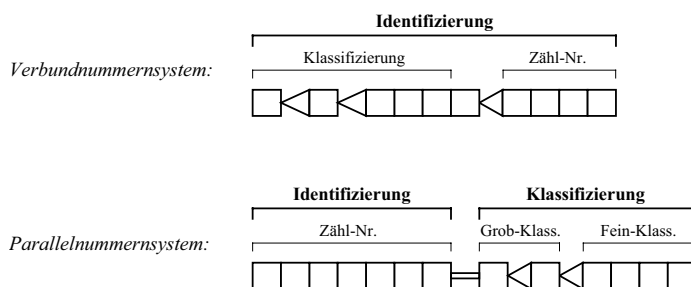 Identifizierung
Verbundnummernsystem:
Klassifizierung Zähl-Nr.
Identifizierung Klassifizierung
Parallelnummernsystem:
Zähl-Nr. Grob-Klass. Fein-Klass.